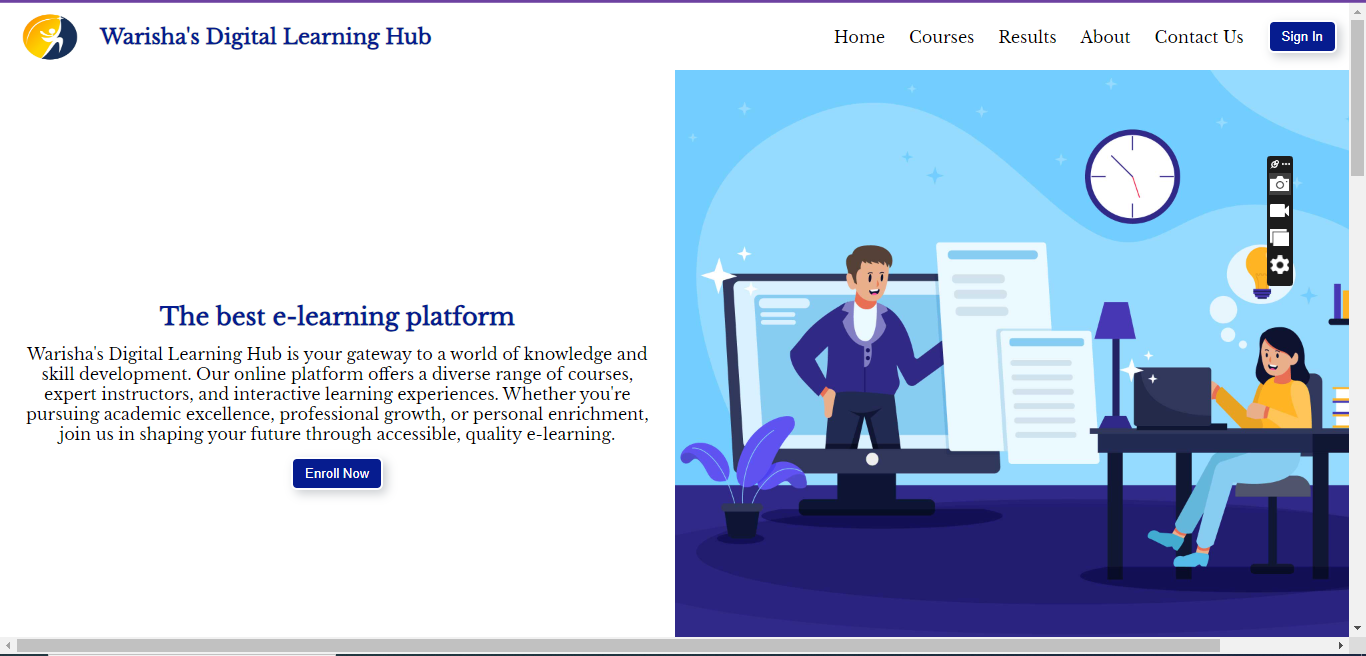 Warisha's Digital Learning Hub
Home Courses Results About Contact Us Sign In
The best e-learning platform
Warisha's Digital Learning Hub is your gateway to a world of knowledge and
skill development. Our online platform offers a diverse range of courses,
expert instructors, and interactive learning experiences. Whether you're
pursuing academic excellence, professional growth, or personal enrichment,
join us in shaping your future through accessible, quality e-learning.
Enroll Now